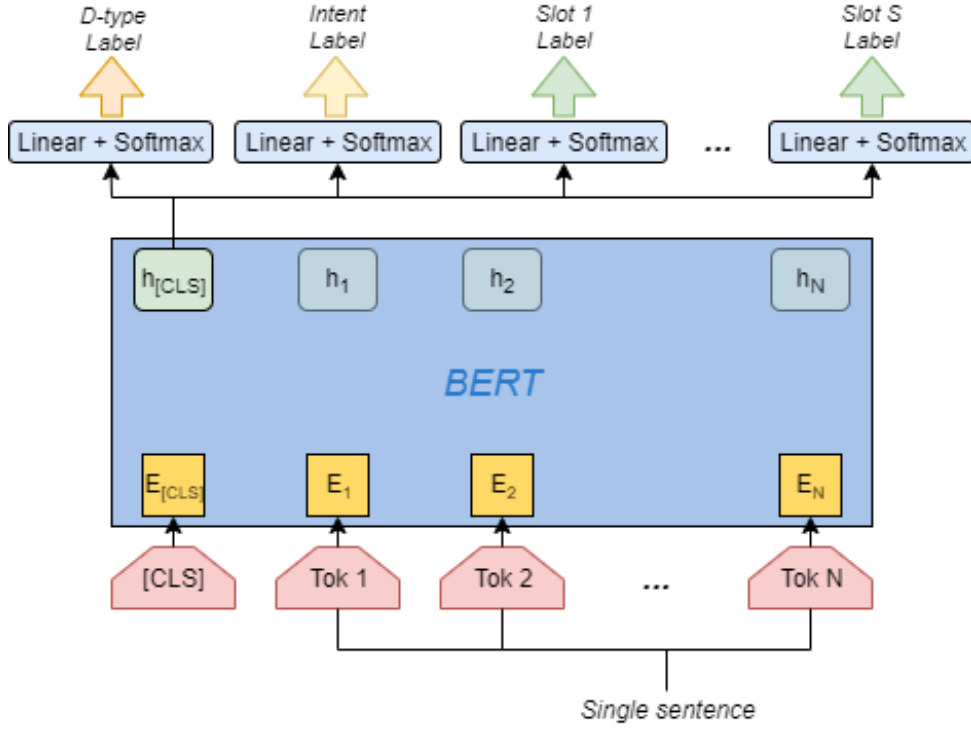 D-type
Label
Intent
Label
Slot 1
Label
Slot S
Label
Linear + Softmax
Linear + Softmax
Linear + Softmax
...
Linear + Softmax
h[CLS]
h1
h2
hN
BERT
E[CLS]
E1
E2
EN
[CLS]
Tok 1
Tok 2
...
Tok N
Single sentence